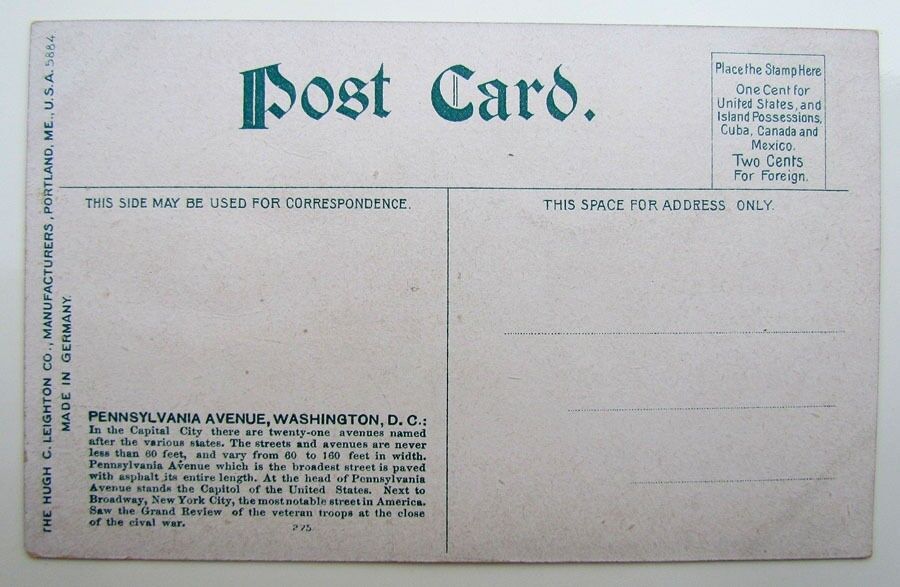 Post Card.
Place the Stamp Here
One Cent for
United States, and
Island Possessions,
Cuba, Canada and
Mexico.
Two Cents
For Foreign.
THIS SIDE MAY BE USED FOR CORRESPONDENCE.
THIS SPACE FOR ADDRESS ONLY.
THE HUGH C. LEIGHTON CO., MANUFACTURERS, PORTLAND, ME., U.S.A. 5884
MADE IN GERMANY.
PENNSYLVANIA AVENUE, WASHINGTON, D. C.:
In the Capital City there are twenty-one avenues named
after the various states. The streets and avenues are never
less than 60 feet, and vary from 60 to 160 feet in width.
Pennsylvania Avenue which is the broadest street is paved
with asphalt its entire length. At the head of Pennsylvania
Avenue stands the Capitol of the United States. Next to
Broadway, New York City, the most notable street in America.
Saw the Grand Review of the veteran troops at the close
of the cival war.
275